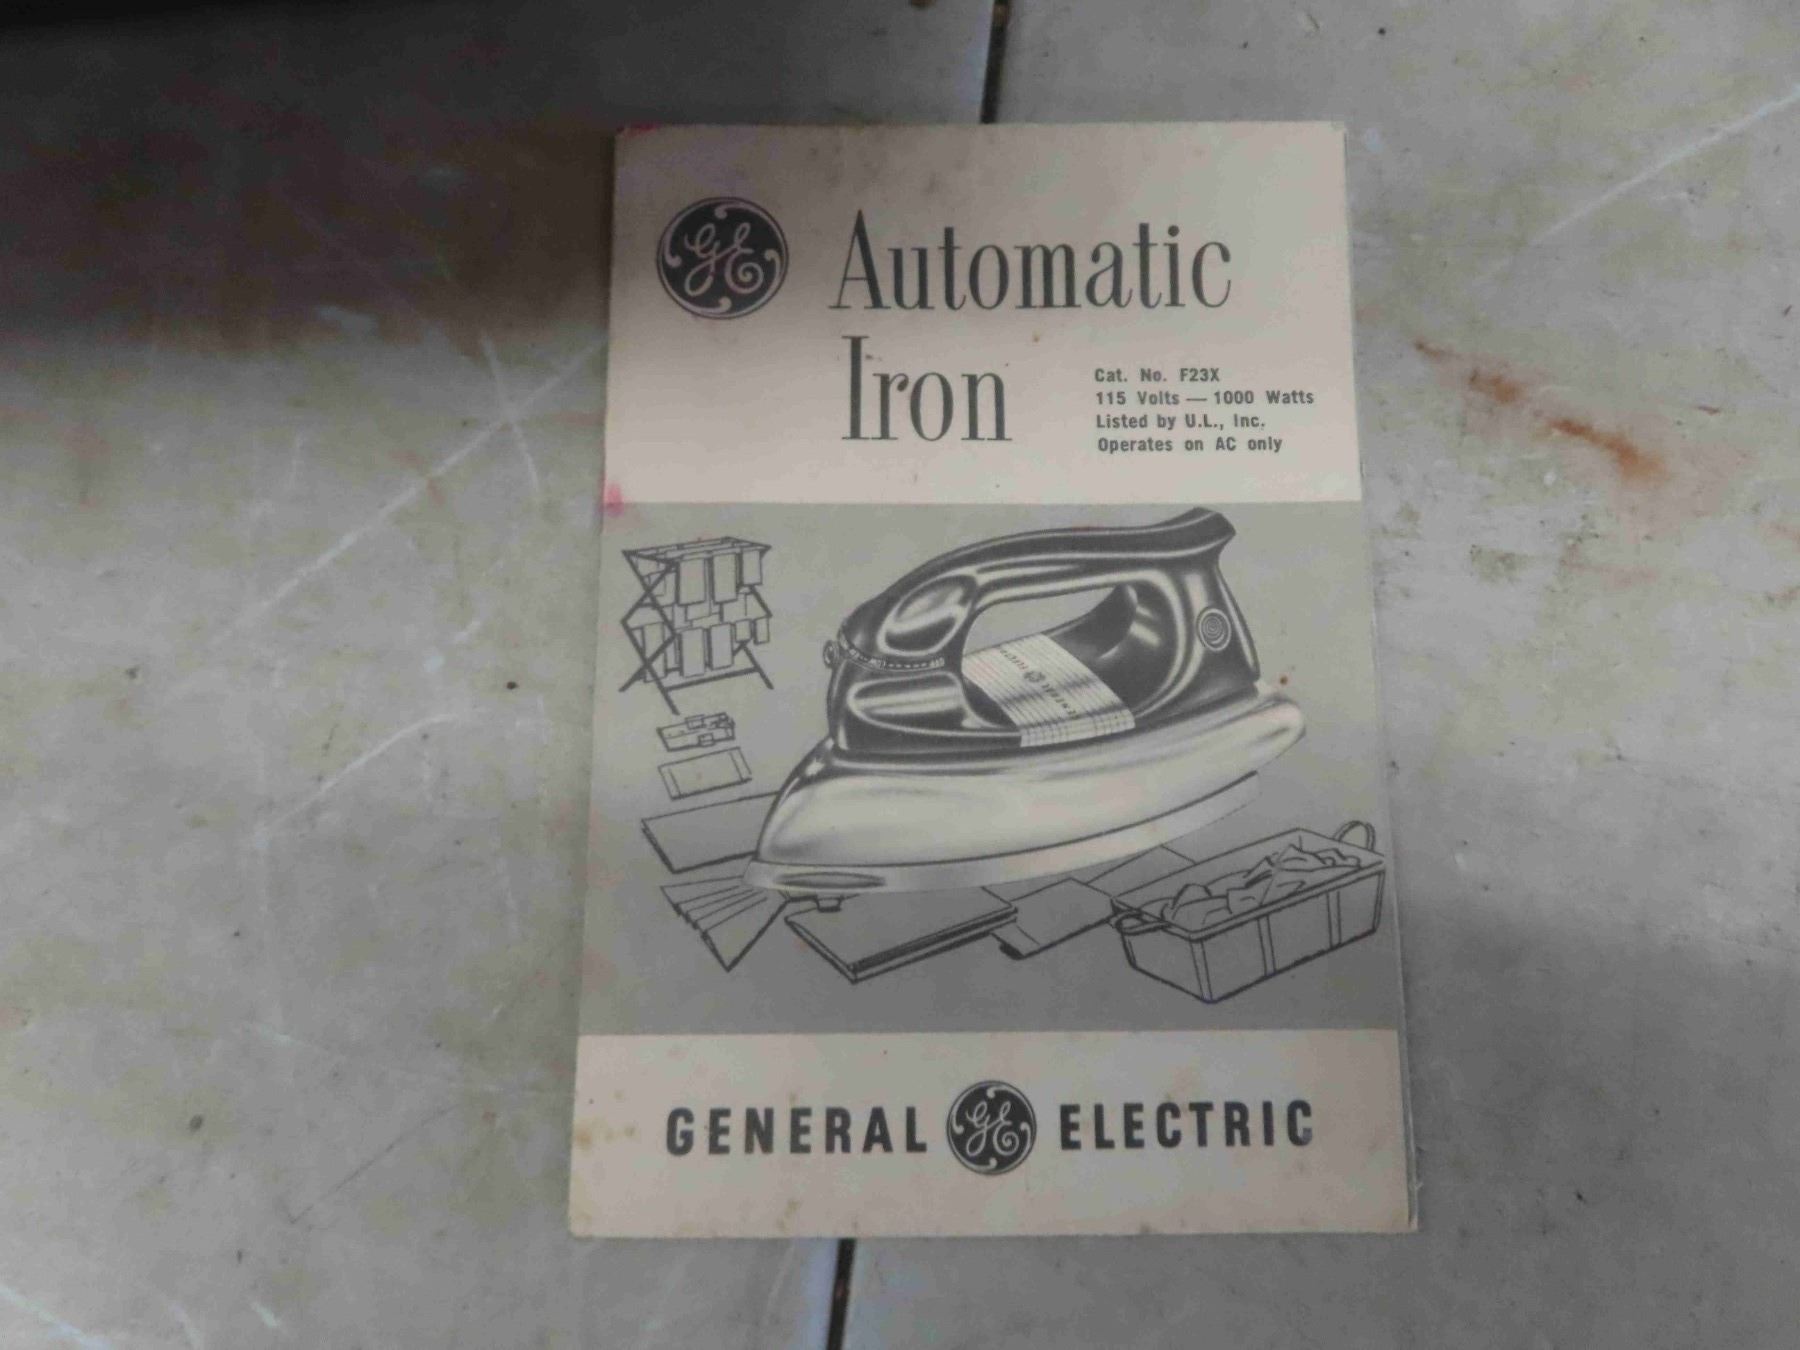 GE
Automatic
Iron
Cat. No. F23X
115 Volts — 1000 Watts
Listed by U.L., Inc.
Operates on AC only
GENERAL GE ELECTRIC